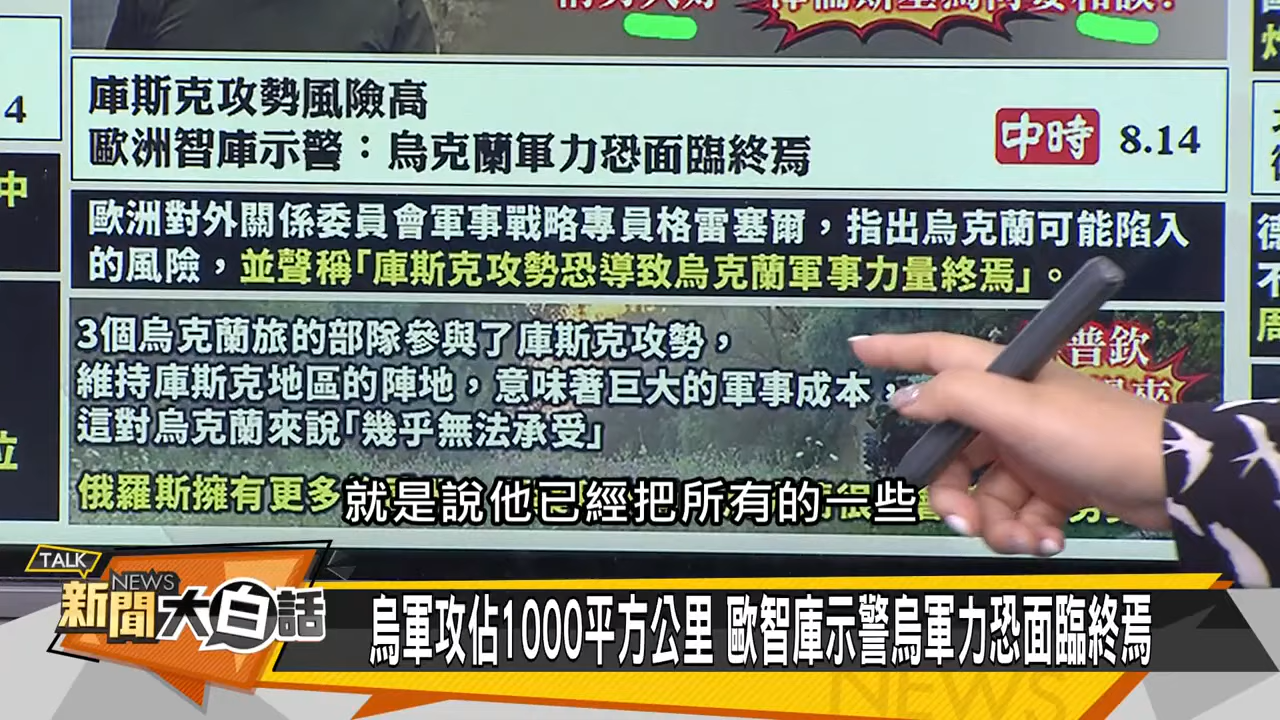 庫斯克攻勢風險高
歐洲智庫示警：烏克蘭軍力恐面臨終焉
中時 8.14
4
歐洲對外關係委員會軍事戰略專員格雷塞爾，指出烏克蘭可能陷入
的風險，並聲稱「庫斯克攻勢恐導致烏克蘭軍事力量終焉」。
中
3個烏克蘭旅的部隊參與了庫斯克攻勢，
維持庫斯克地區的陣地，意味著巨大的軍事成本，
這對烏克蘭來說「幾乎無法承受」
普欽
位
俄羅斯擁有更多
就是說他已經把所有的一些
TALK
NEWS
新聞大白話
烏軍攻佔1000平方公里 歐智庫示警烏軍力恐面臨終焉
NEWS